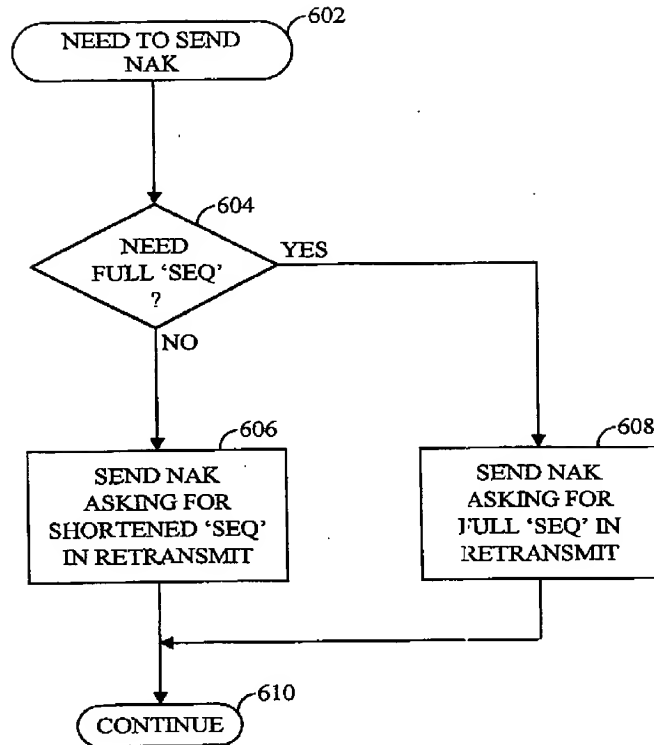 602
NEED TO SEND
NAK
604
NEED
FULL ‘SEQ’
?
YES
NO
606
SEND NAK
ASKING FOR
SHORTENED ‘SEQ’
IN RETRANSMIT
608
SEND NAK
ASKING FOR
FULL ‘SEQ’ IN
RETRANSMIT
610
CONTINUE